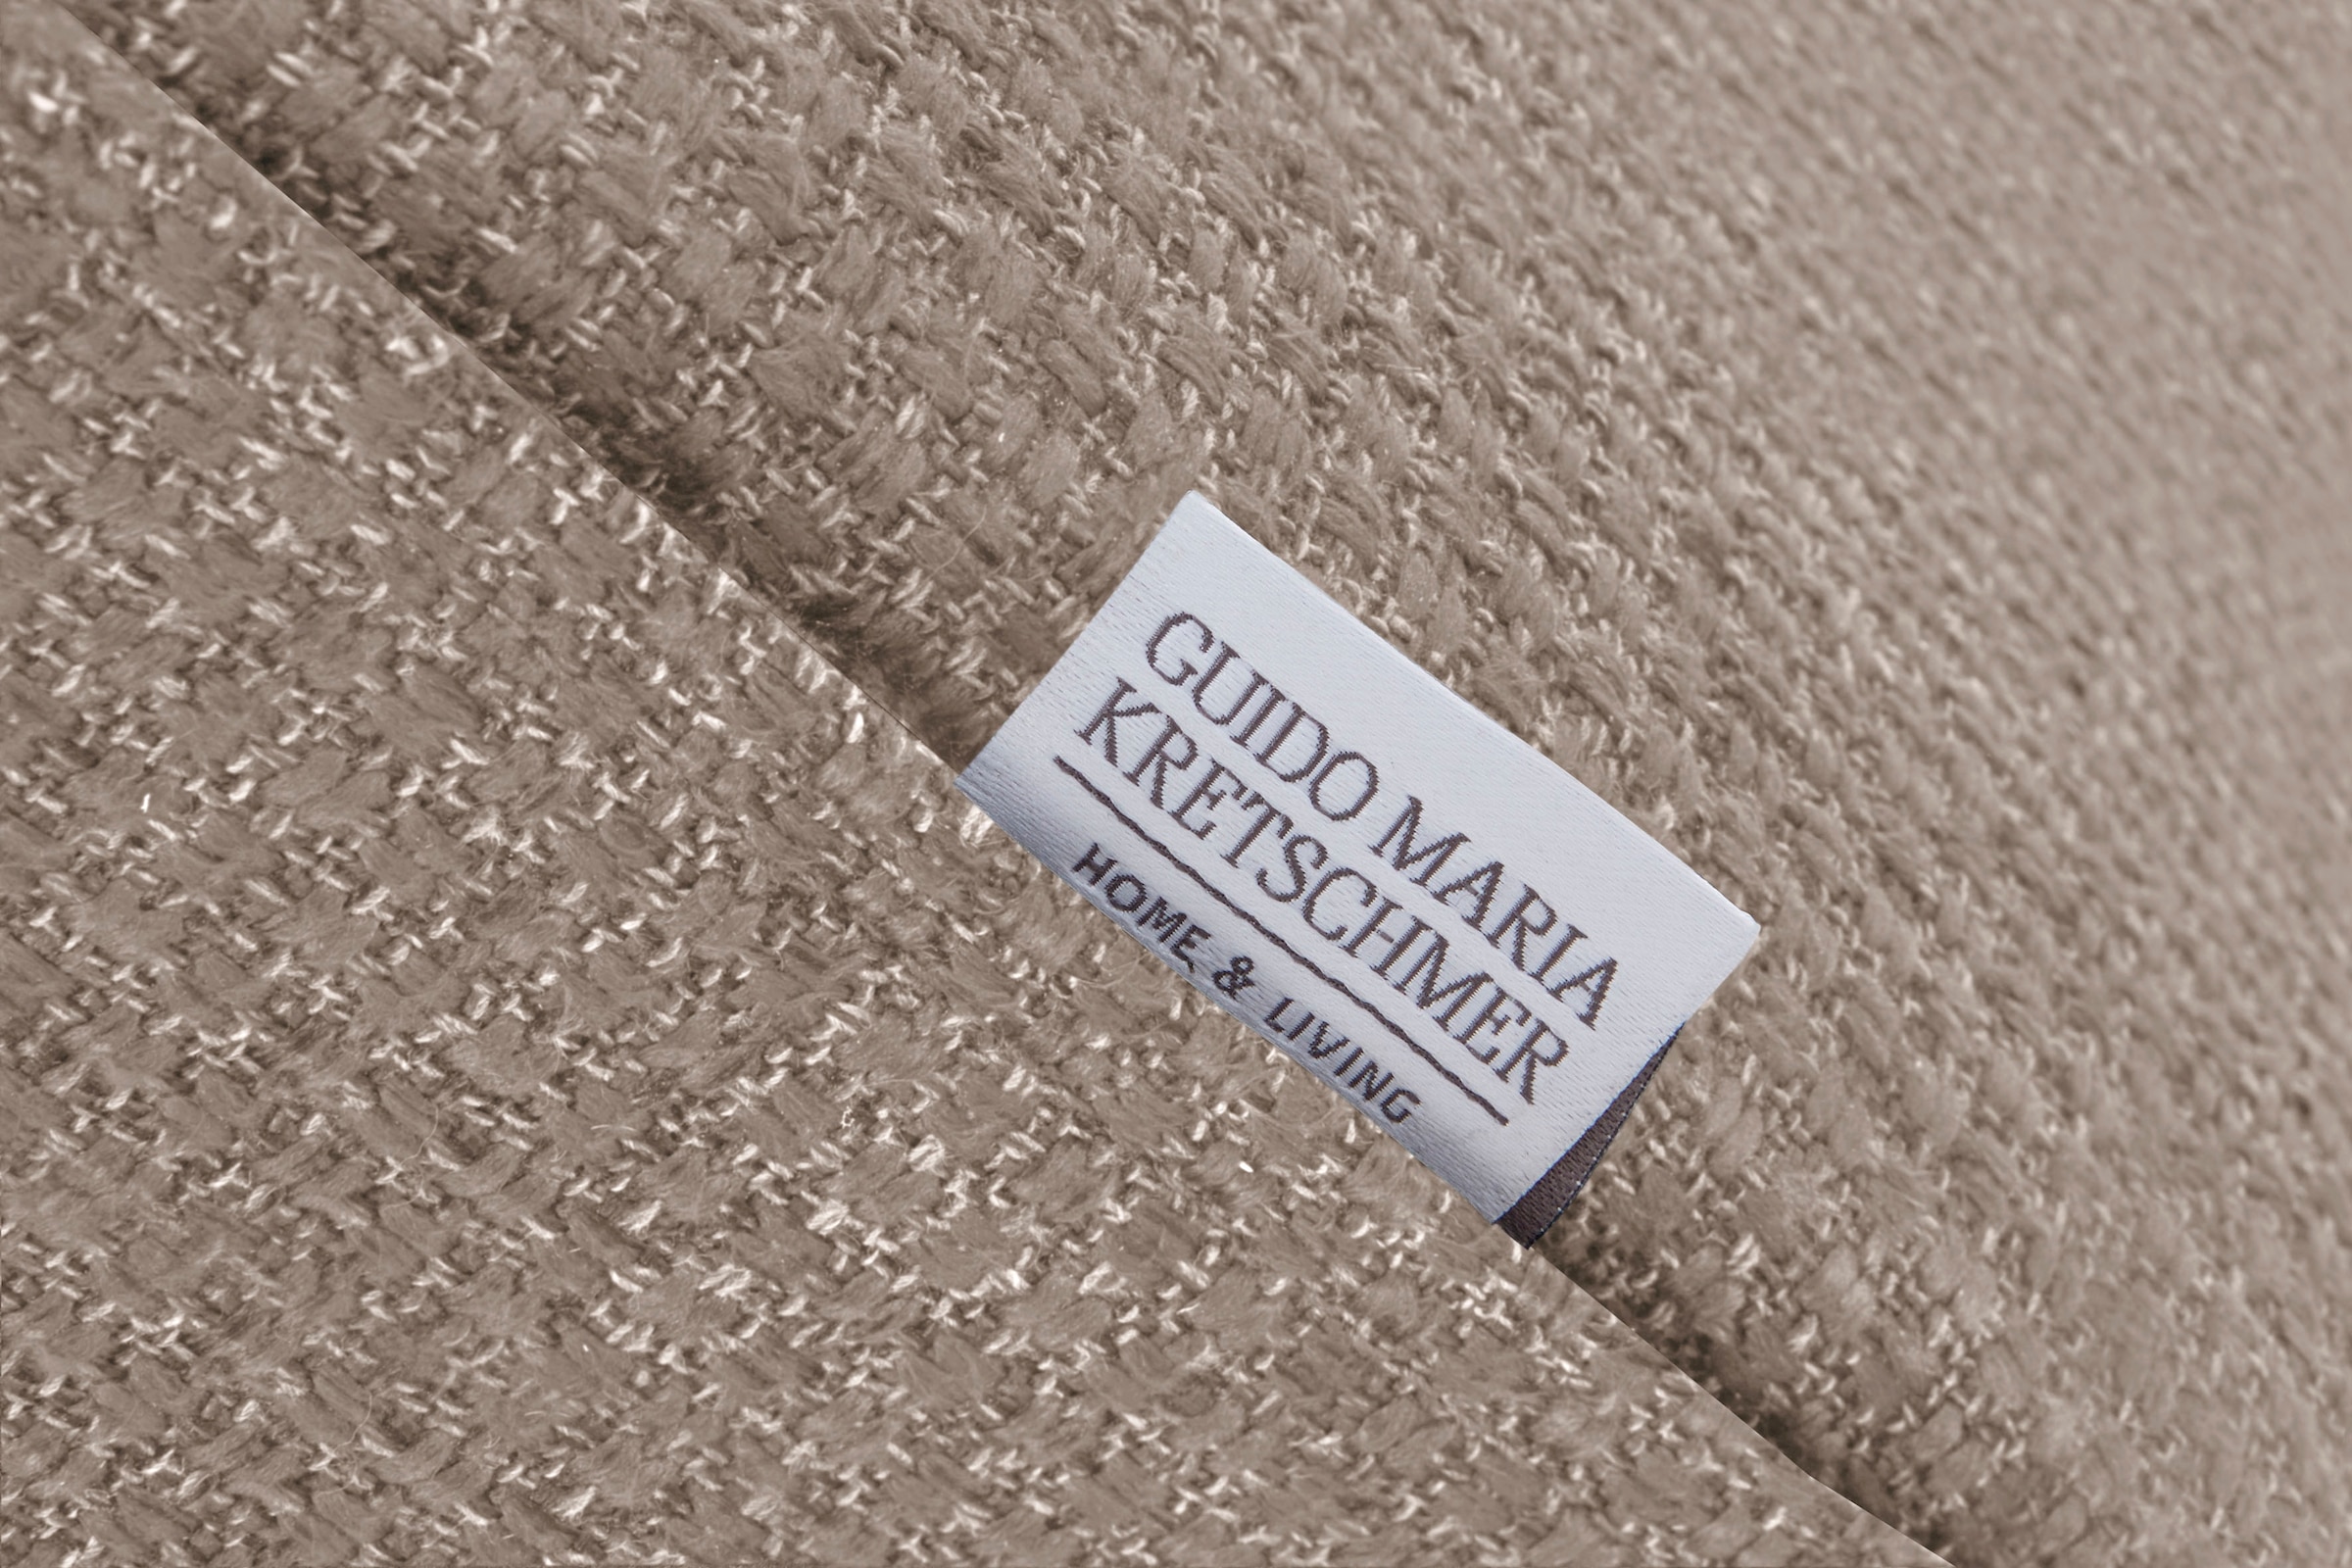 GUIDO MARIA
KRETSCHMER
HOME & LIVING